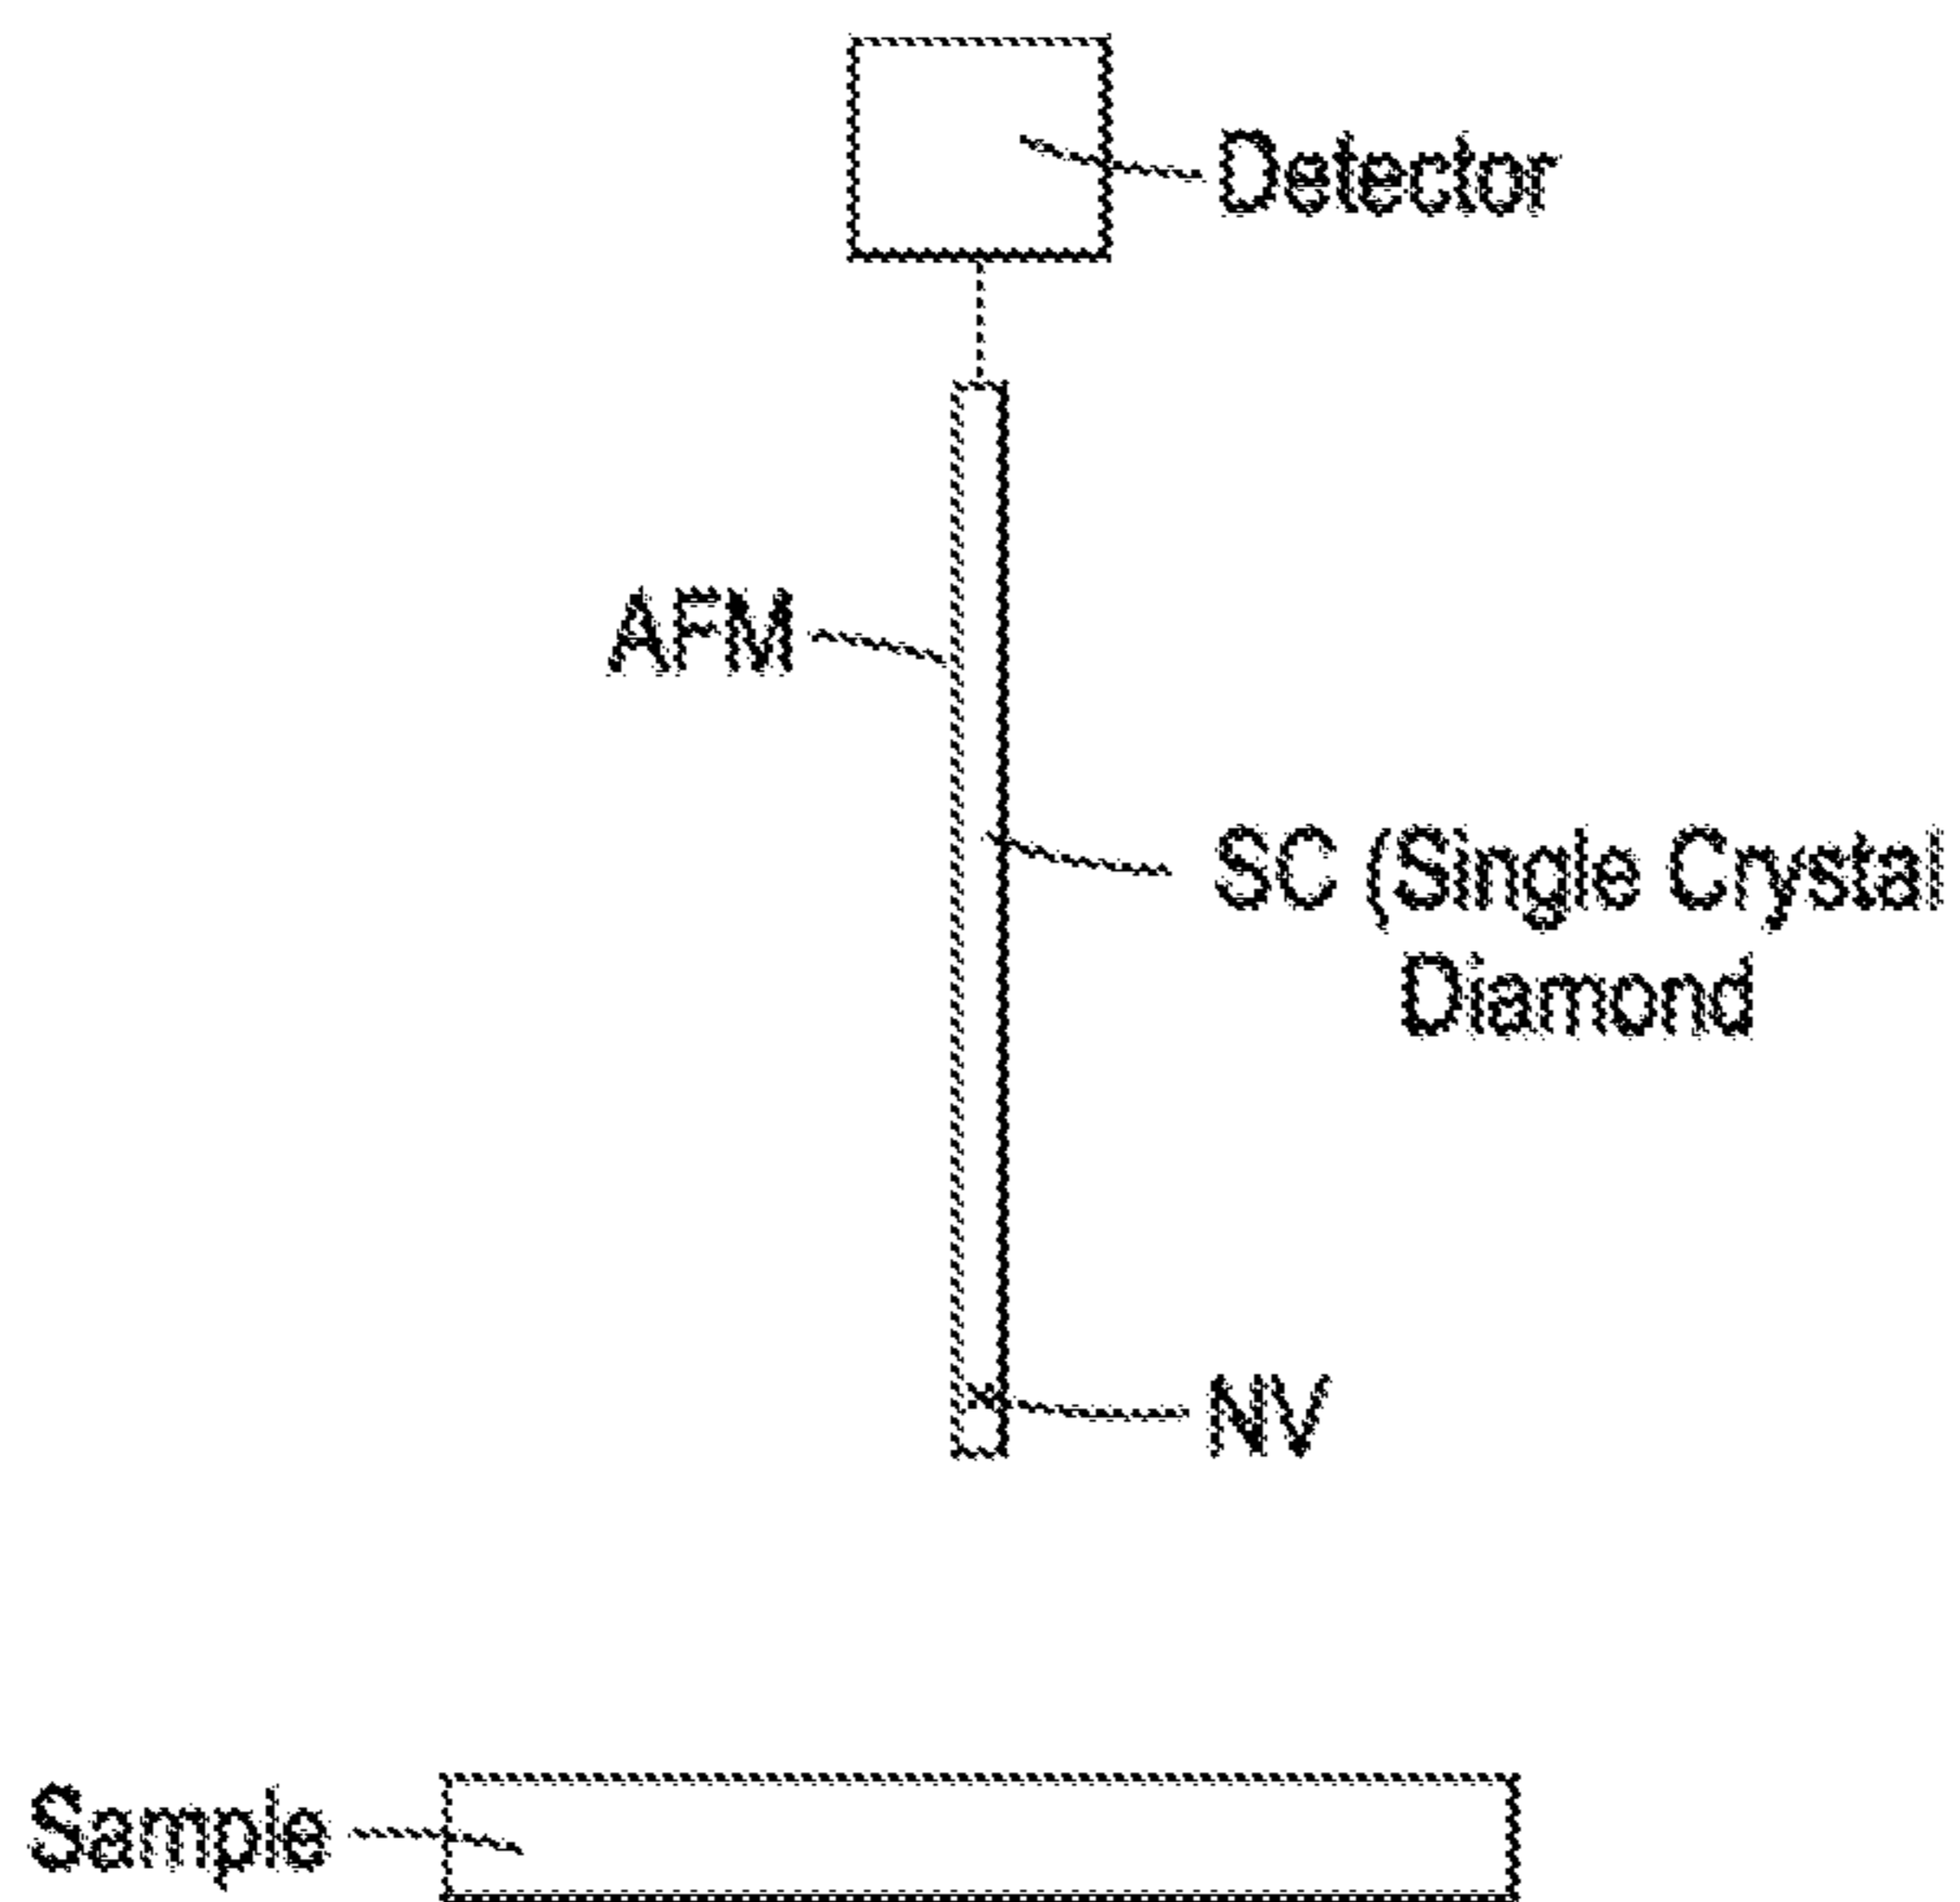 Detector
AFM
SC (Single Crystal
Diamond
NV
Sample